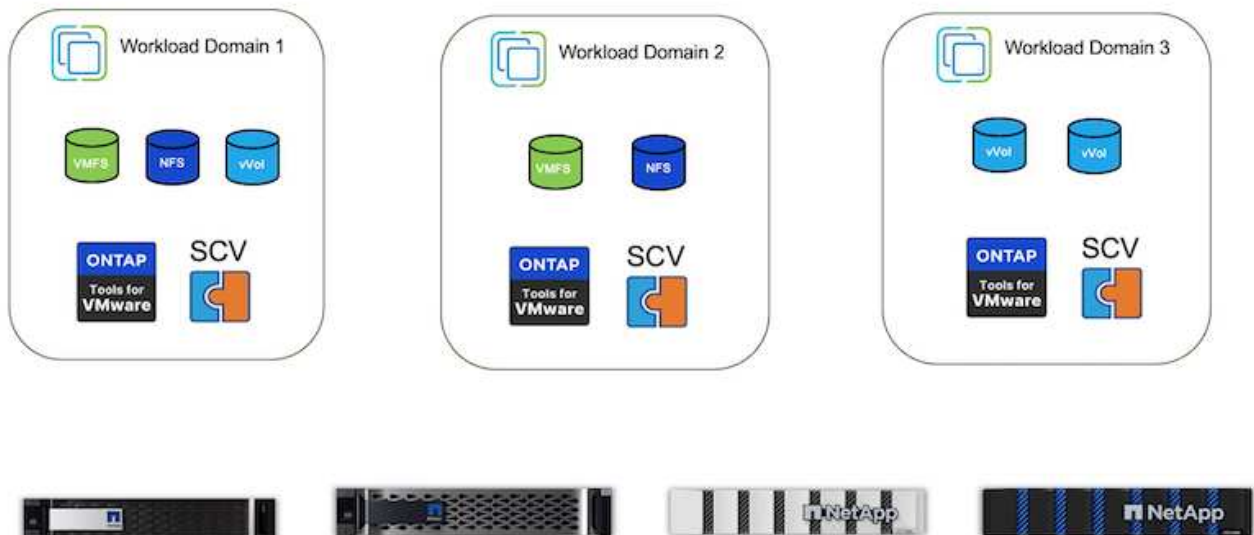 Workload Domain 1
VMFS
NFS
vVol
ONTAP
Tools for
VMware
SCV
Workload Domain 2
VMFS
NFS
ONTAP
Tools for
VMware
SCV
Workload Domain 3
vVol
vVol
ONTAP
Tools for
VMware
SCV
NetApp
NetApp